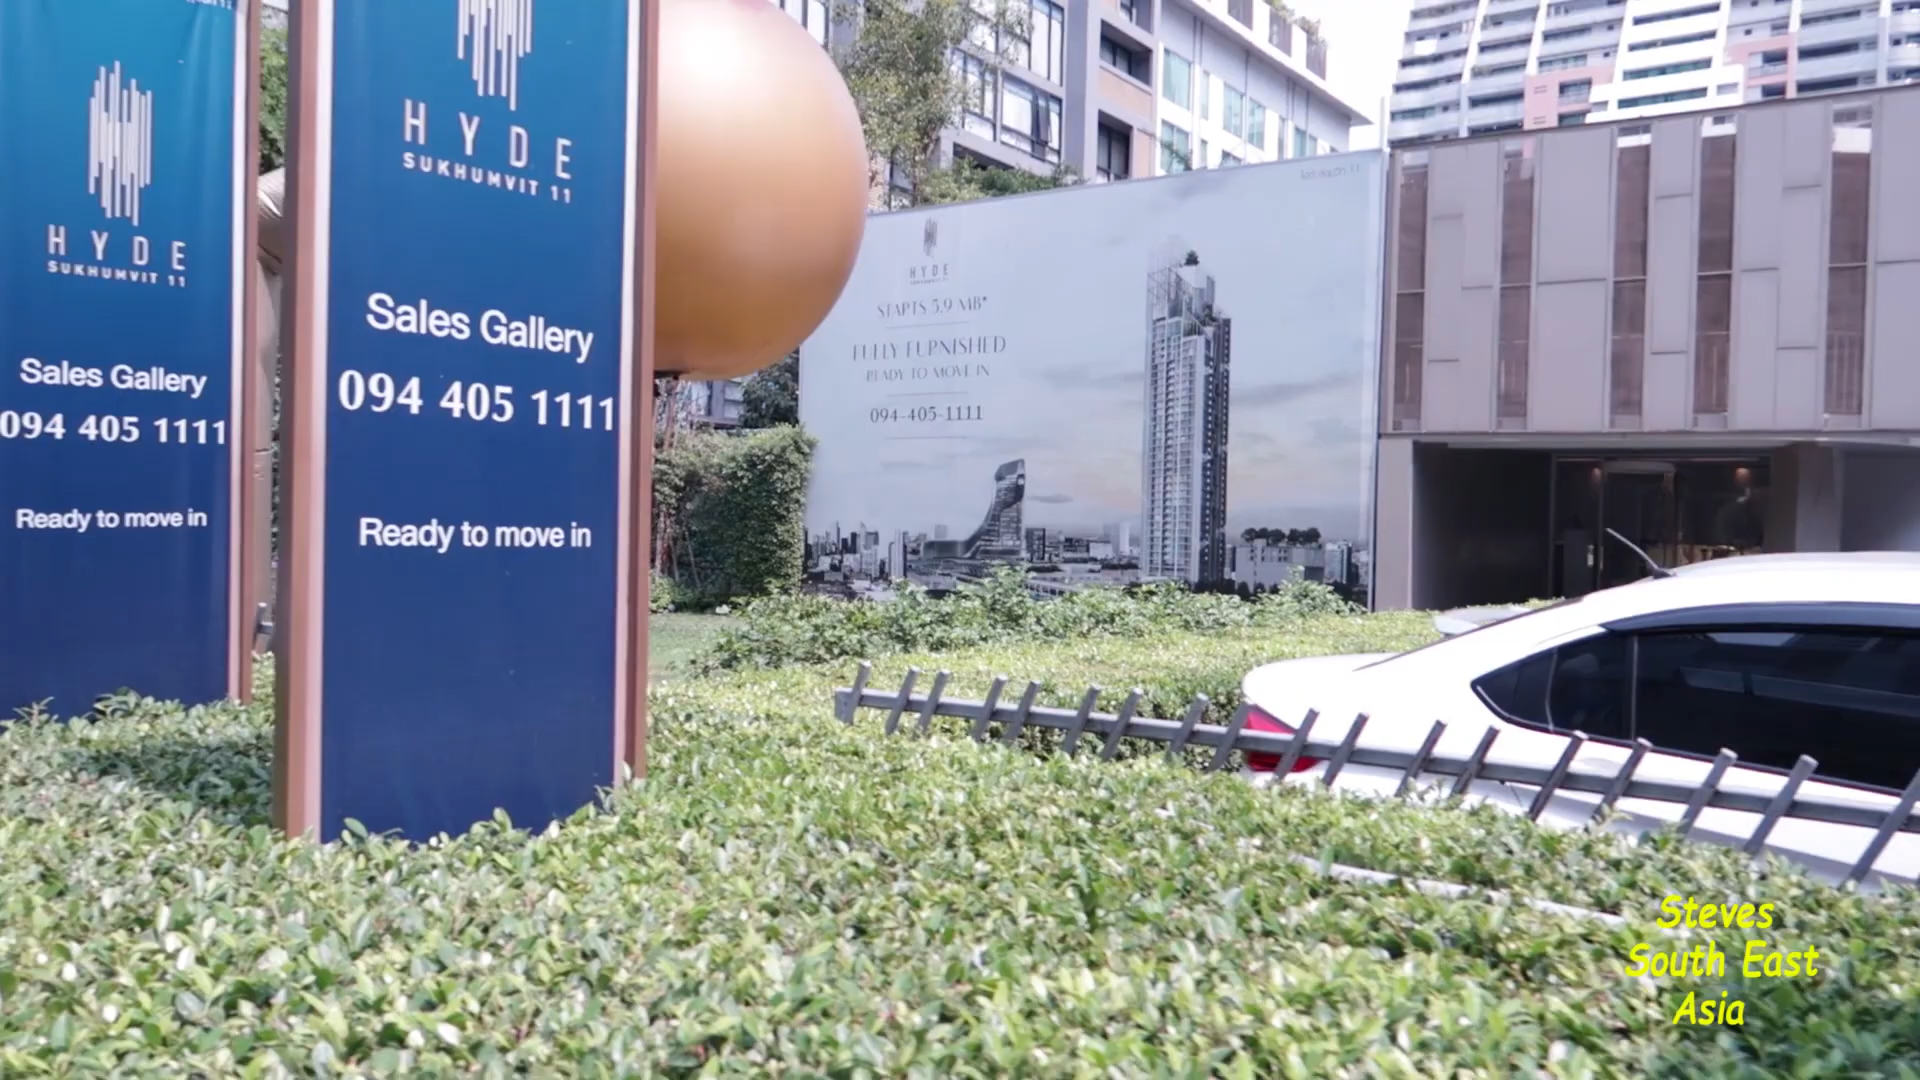 HYDE
SUKHUMVIT 11
Sales Gallery
094 405 1111
Ready to move in
HYDE
SUKHUMVIT 11
Sales Gallery
094 405 1111
Ready to move in
HYDE
SUKHUMVIT 11
STARTS 5.9 MB*
FULLY FURNISHED
READY TO MOVE IN
094-405-1111
Steves
South East
Asia